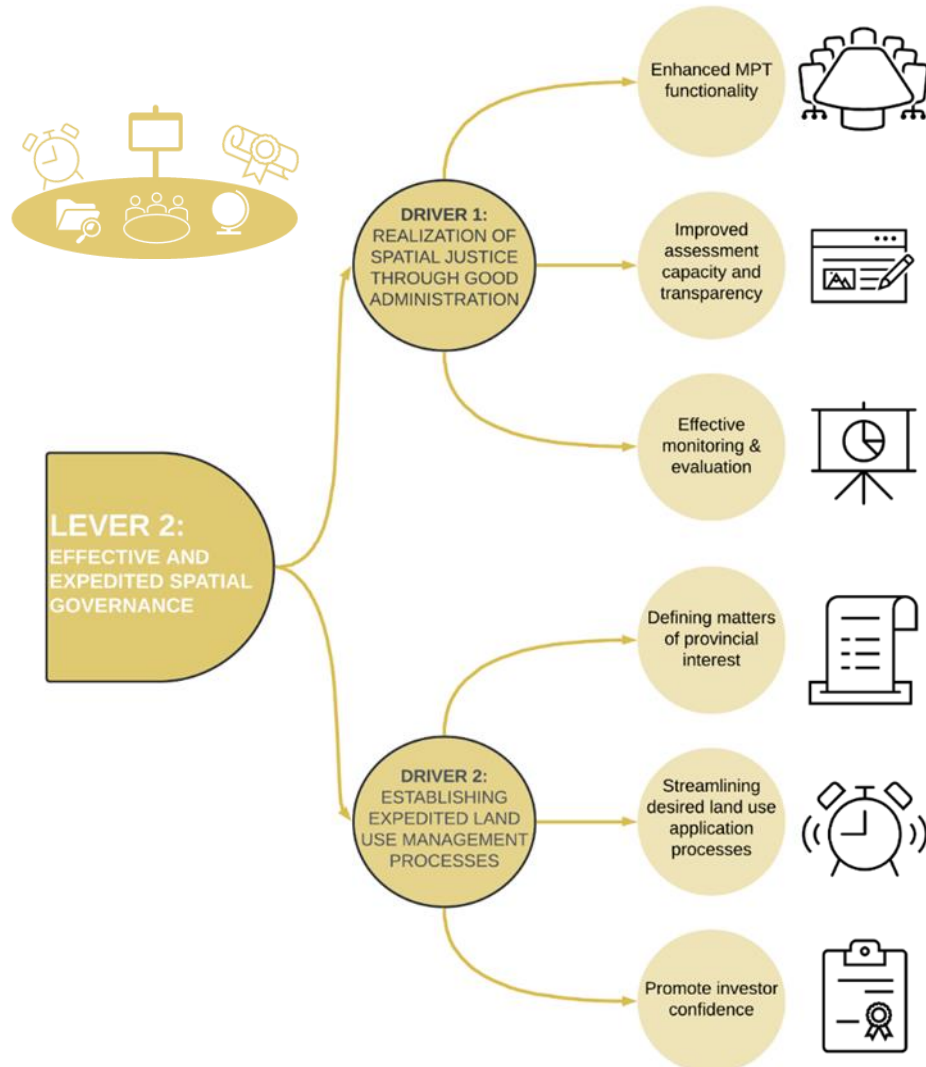 Enhanced MPT
functionality
DRIVER 1:
REALIZATION OF
SPATIAL JUSTICE
THROUGH GOOD
ADMINISTRATION
Improved
assessment
capacity and
transparency
Effective
monitoring &
evaluation
LEVER 2:
EFFECTIVE AND
EXPEDITED SPATIAL
GOVERNANCE
Defining matters
of provincial
interest
DRIVER 2:
ESTABLISHING
EXPEDITED LAND
USE MANAGEMENT
PROCESSES
Streamlining
desired land use
application
processes
Promote investor
confidence